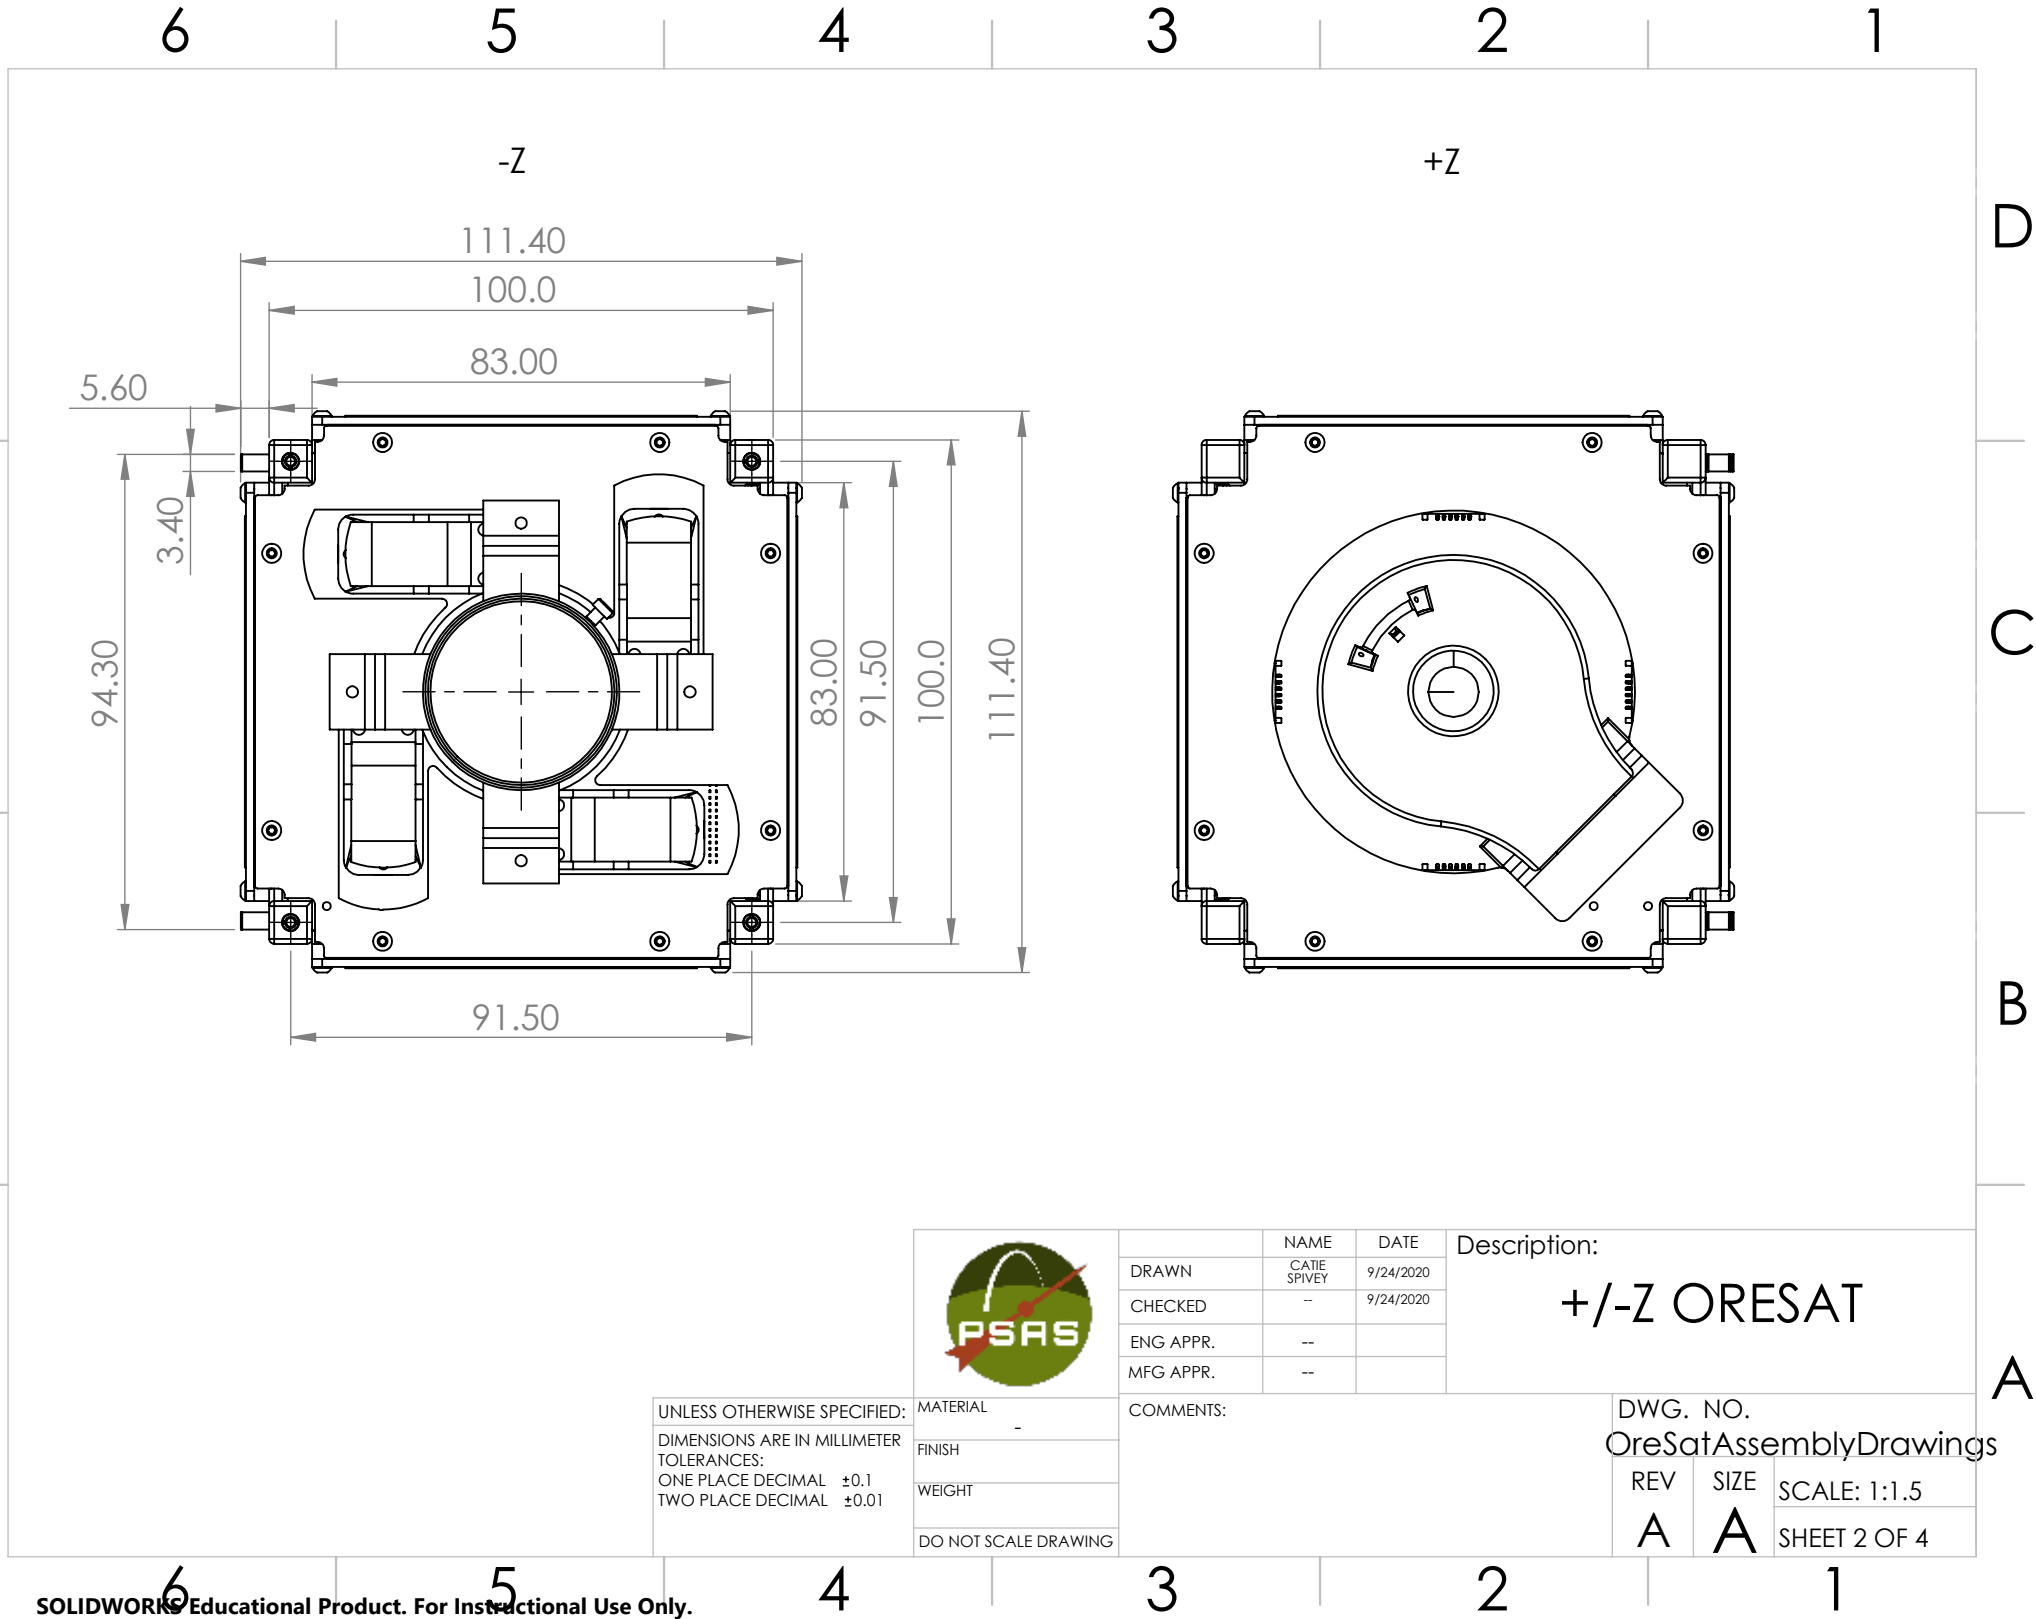 6 5 4 3 2 1
-Z +Z
D
111.40
100.0
83.00
5.60
3.40
94.30
83.00
91.50
100.0
111.40
C
91.50
B
NAME DATE
DRAWN CATIE SPIVEY 9/24/2020
CHECKED -- 9/24/2020
ENG APPR. --
MFG APPR. --
Description:
+/-Z ORESAT
PSAS
A
UNLESS OTHERWISE SPECIFIED:
DIMENSIONS ARE IN MILLIMETER
TOLERANCES:
ONE PLACE DECIMAL ±0.1
TWO PLACE DECIMAL ±0.01
MATERIAL
-
FINISH
WEIGHT
DO NOT SCALE DRAWING
COMMENTS:
DWG. NO.
OreSatAssemblyDrawings
REV SIZE SCALE: 1:1.5
A A SHEET 2 OF 4
6 5 4 3 2 1
SOLIDWORKS Educational Product. For Instructional Use Only.